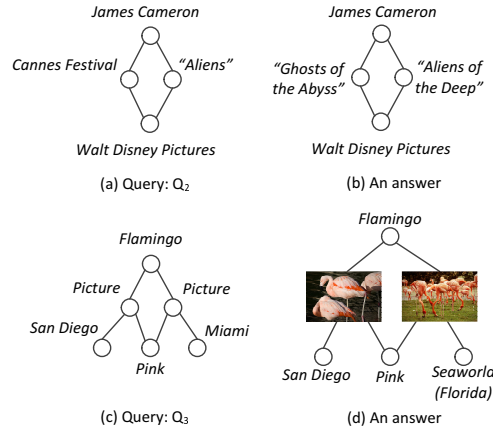 James Cameron
Cannes Festival
“Aliens”
Walt Disney Pictures
(a) Query: Q₂
James Cameron
“Ghosts of
the Abyss”
“Aliens of
the Deep”
Walt Disney Pictures
(b) An answer
Flamingo
Picture
Picture
San Diego
Miami
Pink
(c) Query: Q₃
Flamingo
San Diego
Pink
Seaworld
(Florida)
(d) An answer